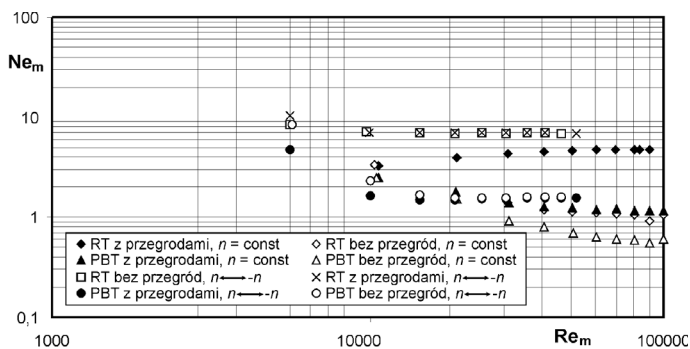 100
Ne_m
10
1
◆ RT z przegrodami, n = const ◇ RT bez przegród, n = const
▲ PBT z przegrodami, n = const △ PBT bez przegród, n = const
□ RT bez przegród, n⟷-n × RT z przegrodami, n⟷-n
● PBT z przegrodami, n⟷-n ○ PBT bez przegród, n⟷-n
0,1
1000 10000 Re_m 100000